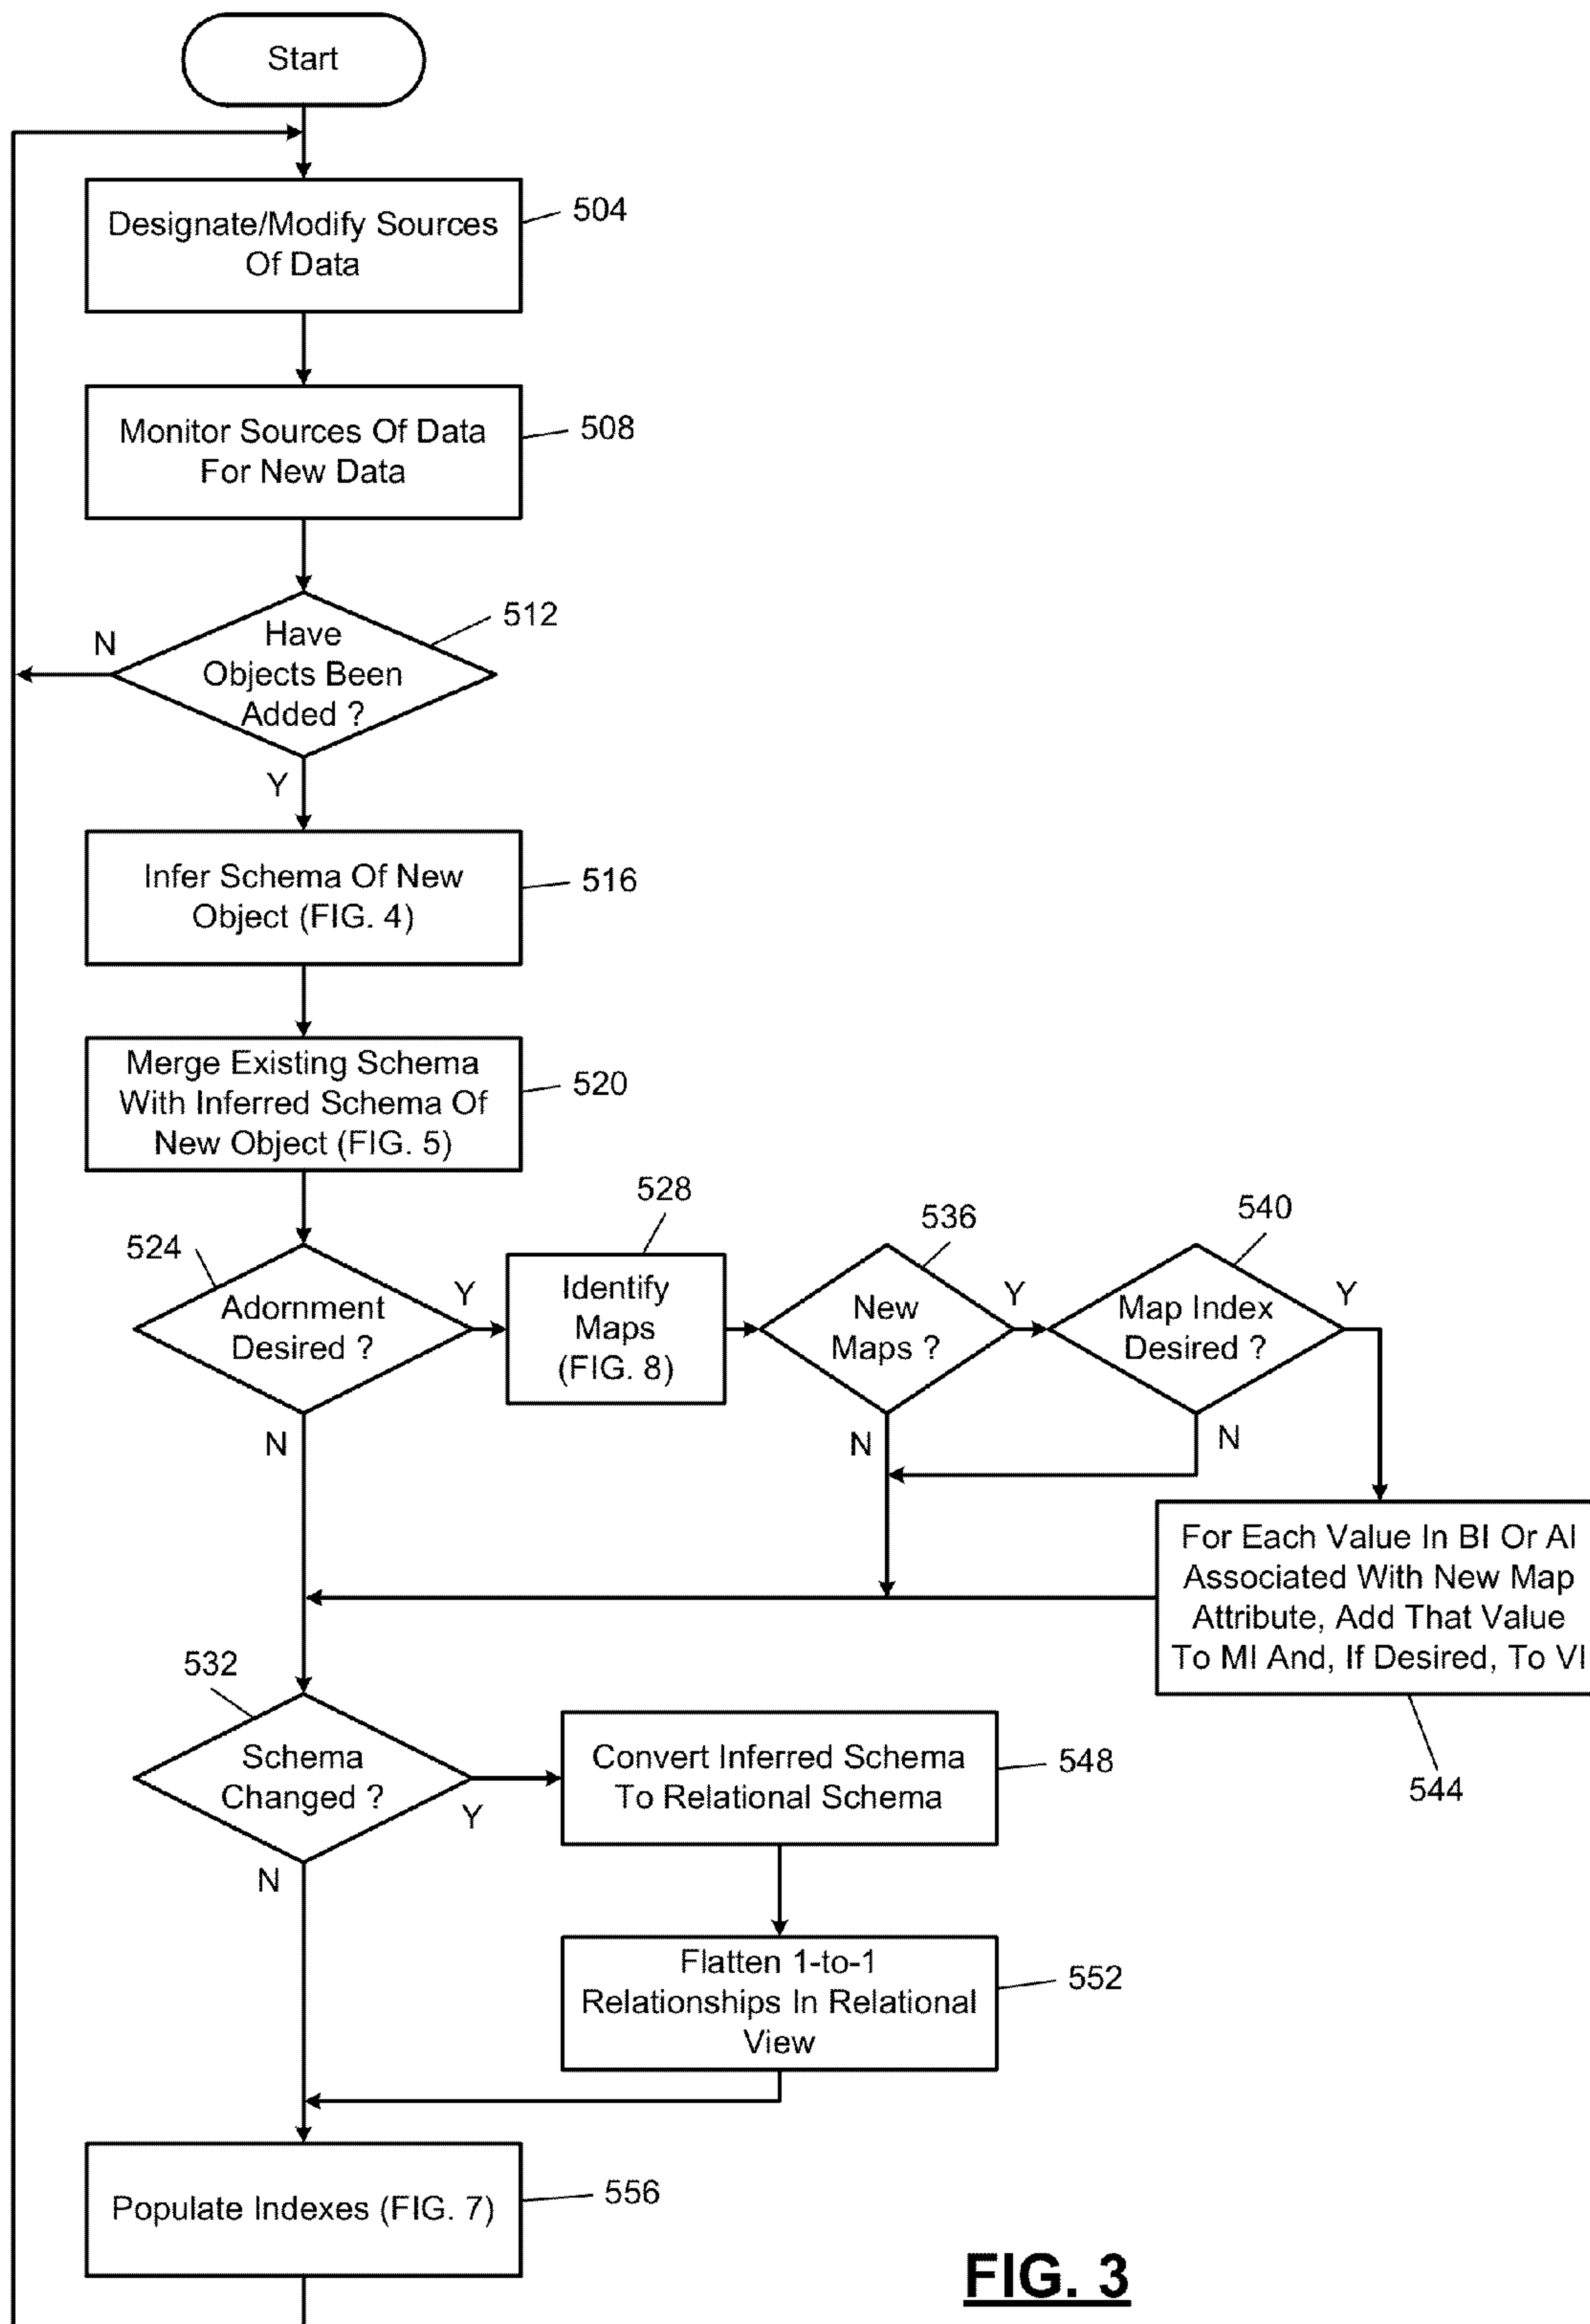 Start
Designate/Modify Sources
Of Data
504
Monitor Sources Of Data
For New Data
508
Have
Objects Been
Added ?
512
N
Y
Infer Schema Of New
Object (FIG. 4)
516
Merge Existing Schema
With Inferred Schema Of
New Object (FIG. 5)
520
524
Adornment
Desired ?
Y
N
528
Identify
Maps
(FIG. 8)
536
New
Maps ?
Y
N
540
Map Index
Desired ?
Y
N
For Each Value In BI Or AI
Associated With New Map
Attribute, Add That Value
To MI And, If Desired, To VI
544
532
Schema
Changed ?
Y
N
Convert Inferred Schema
To Relational Schema
548
Flatten 1-to-1
Relationships In Relational
View
552
Populate Indexes (FIG. 7)
556
FIG. 3